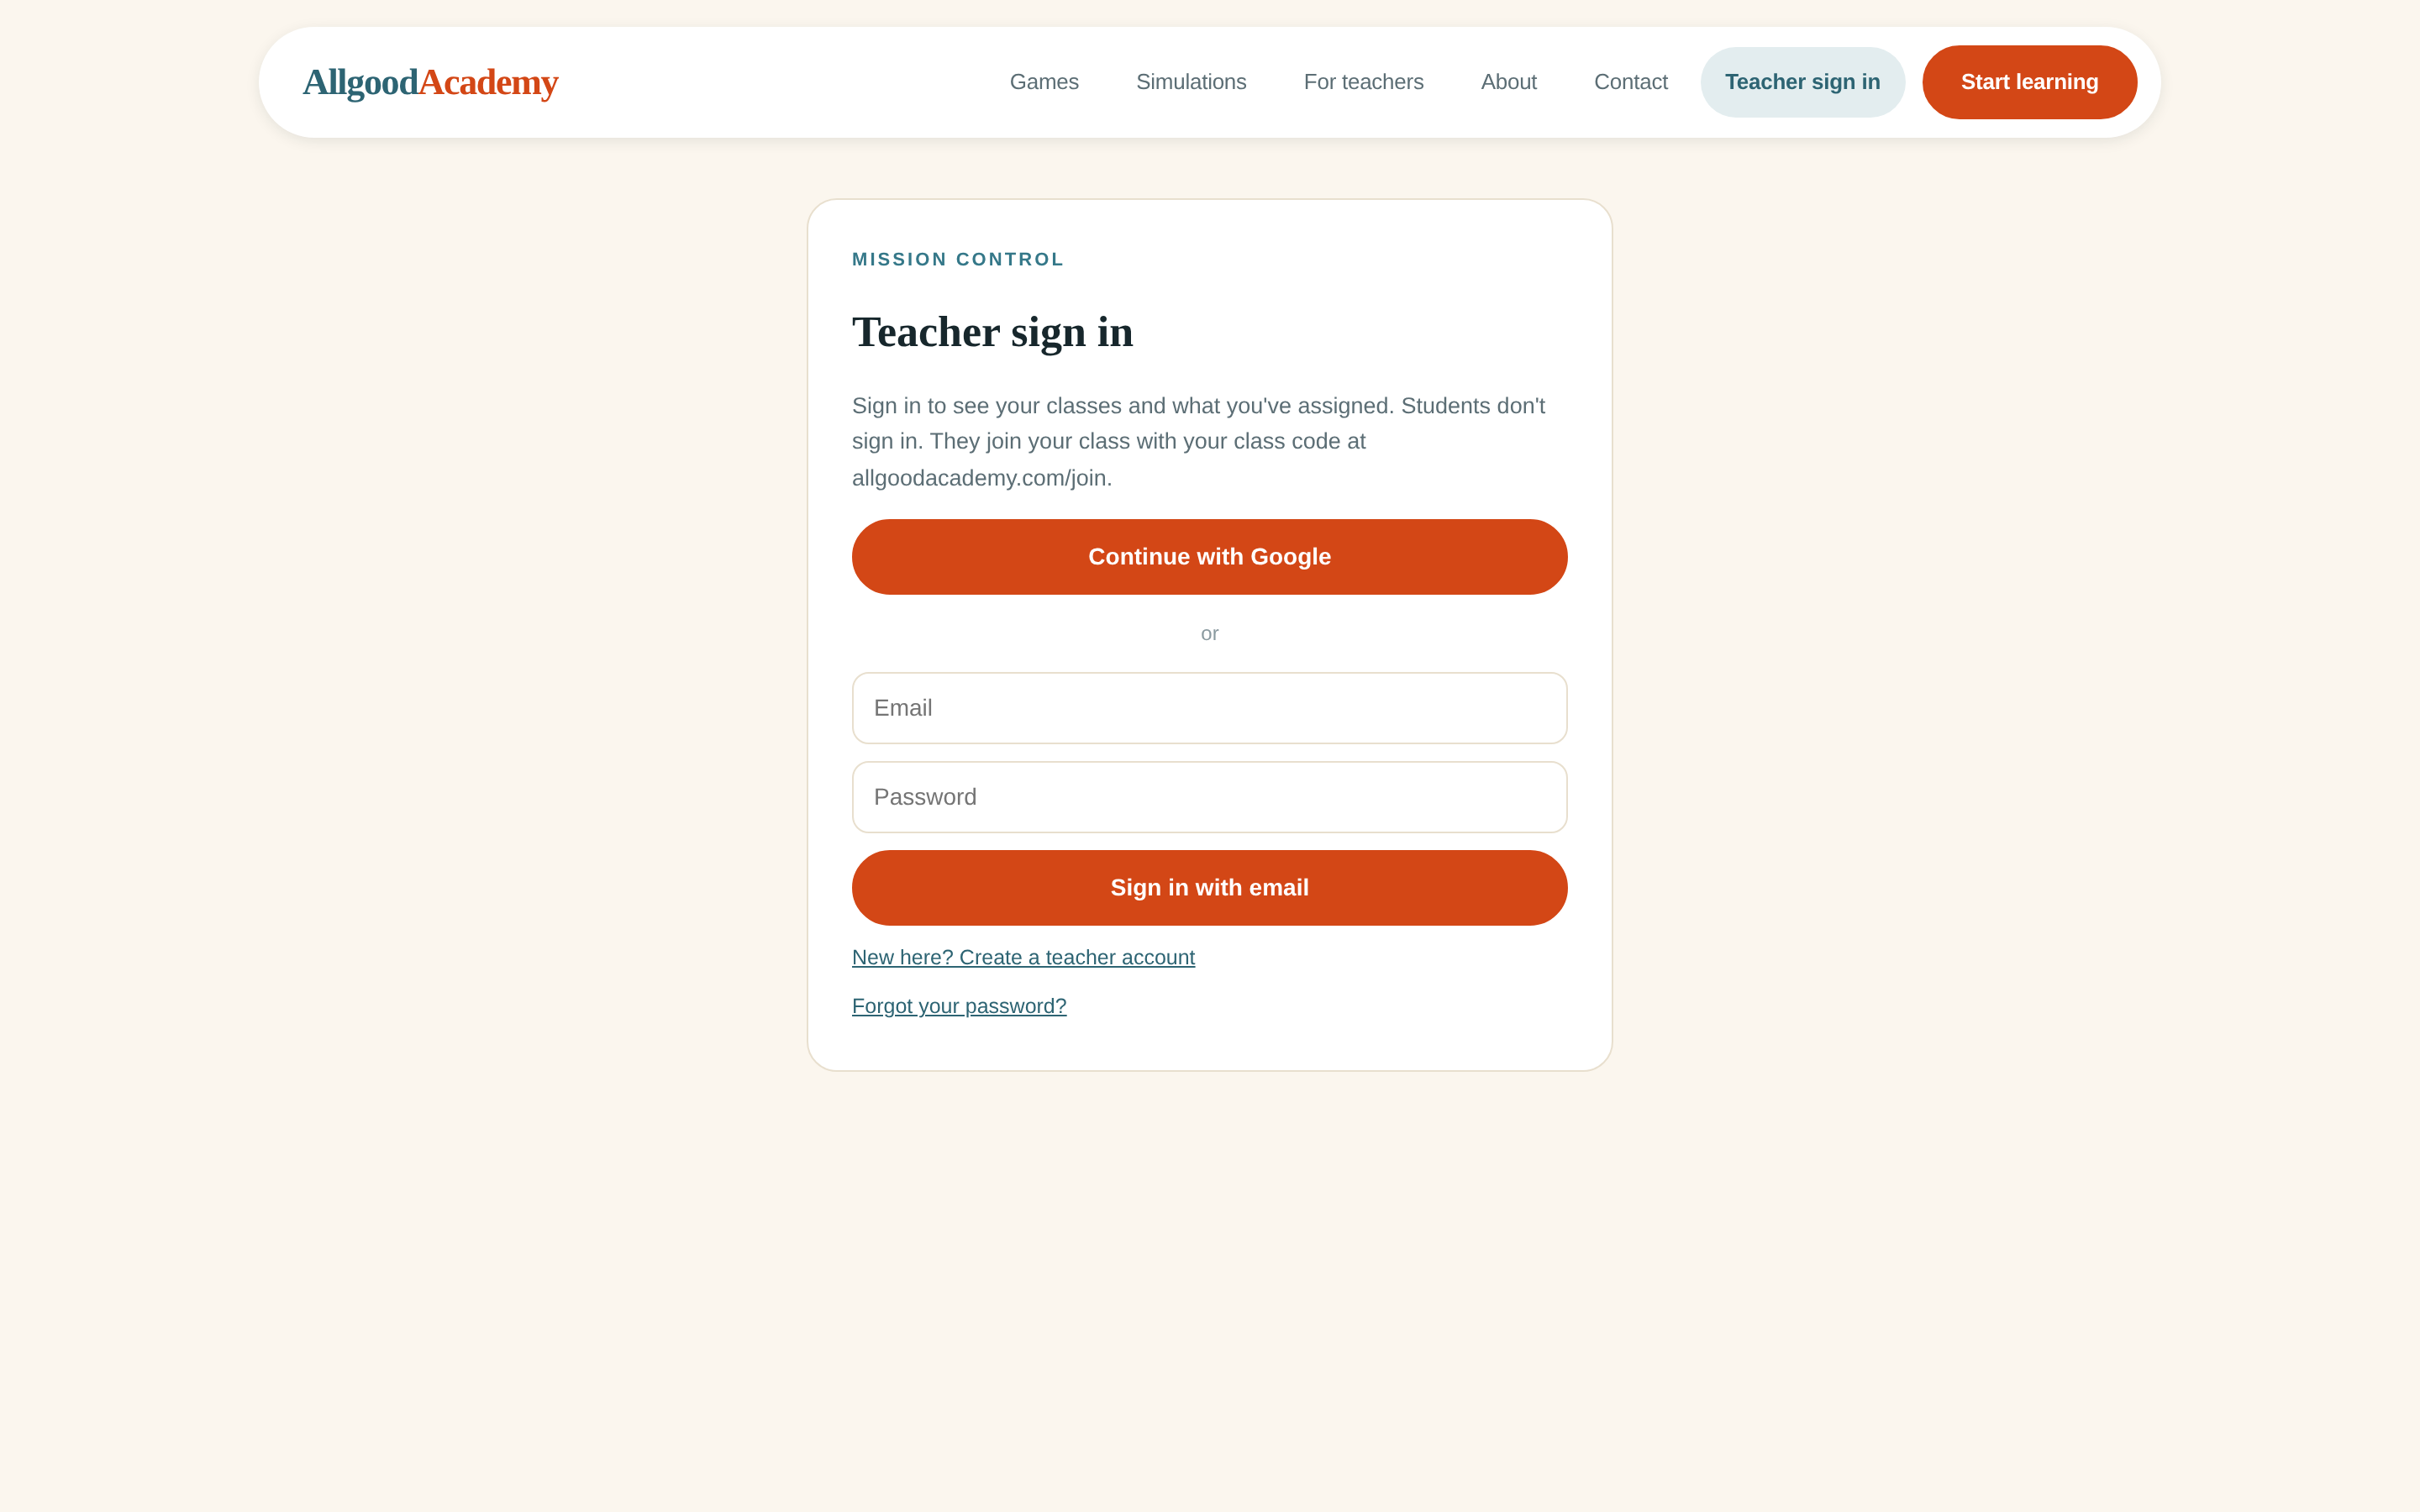 AllgoodAcademy
Games
Simulations
For teachers
About
Contact
Teacher sign in
Start learning
MISSION CONTROL
Teacher sign in
Sign in to see your classes and what you've assigned. Students don't
sign in. They join your class with your class code at
allgoodacademy.com/join.
Continue with Google
or
Email
Password
Sign in with email
New here? Create a teacher account
Forgot your password?